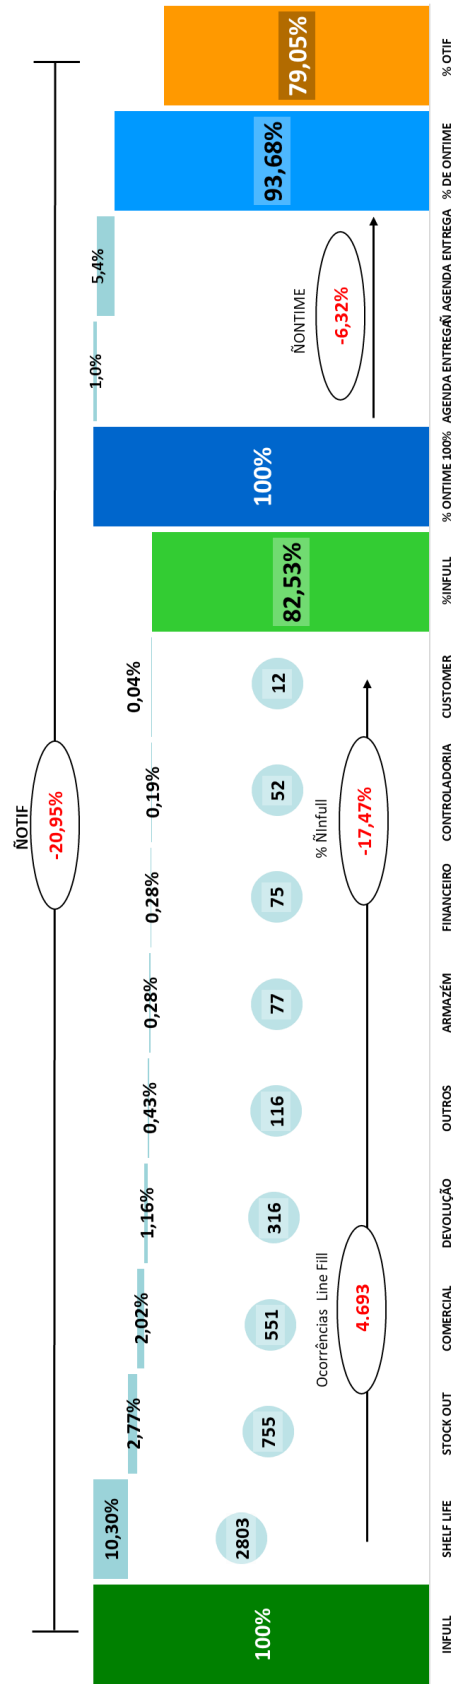 ÑOTIF
-20,95%
100%
10,30%
2,77%
2,02%
1,16%
0,43%
0,28%
0,28%
0,19%
0,04%
82,53%
100%
1,0%
5,4%
93,68%
79,05%
2803
755
551
316
116
77
75
52
12
Ocorrências Line Fill
4.693
% ÑInfull
-17,47%
ÑONTIME
-6,32%
INFULL
SHELF LIFE
STOCK OUT
COMERCIAL
DEVOLUÇÃO
OUTROS
ARMAZÉM
FINANCEIRO
CONTROLADORIA
CUSTOMER
%INFULL
% ONTIME 100%
AGENDA ENTREGA
Ñ AGENDA ENTREGA
% DE ONTIME
% OTIF